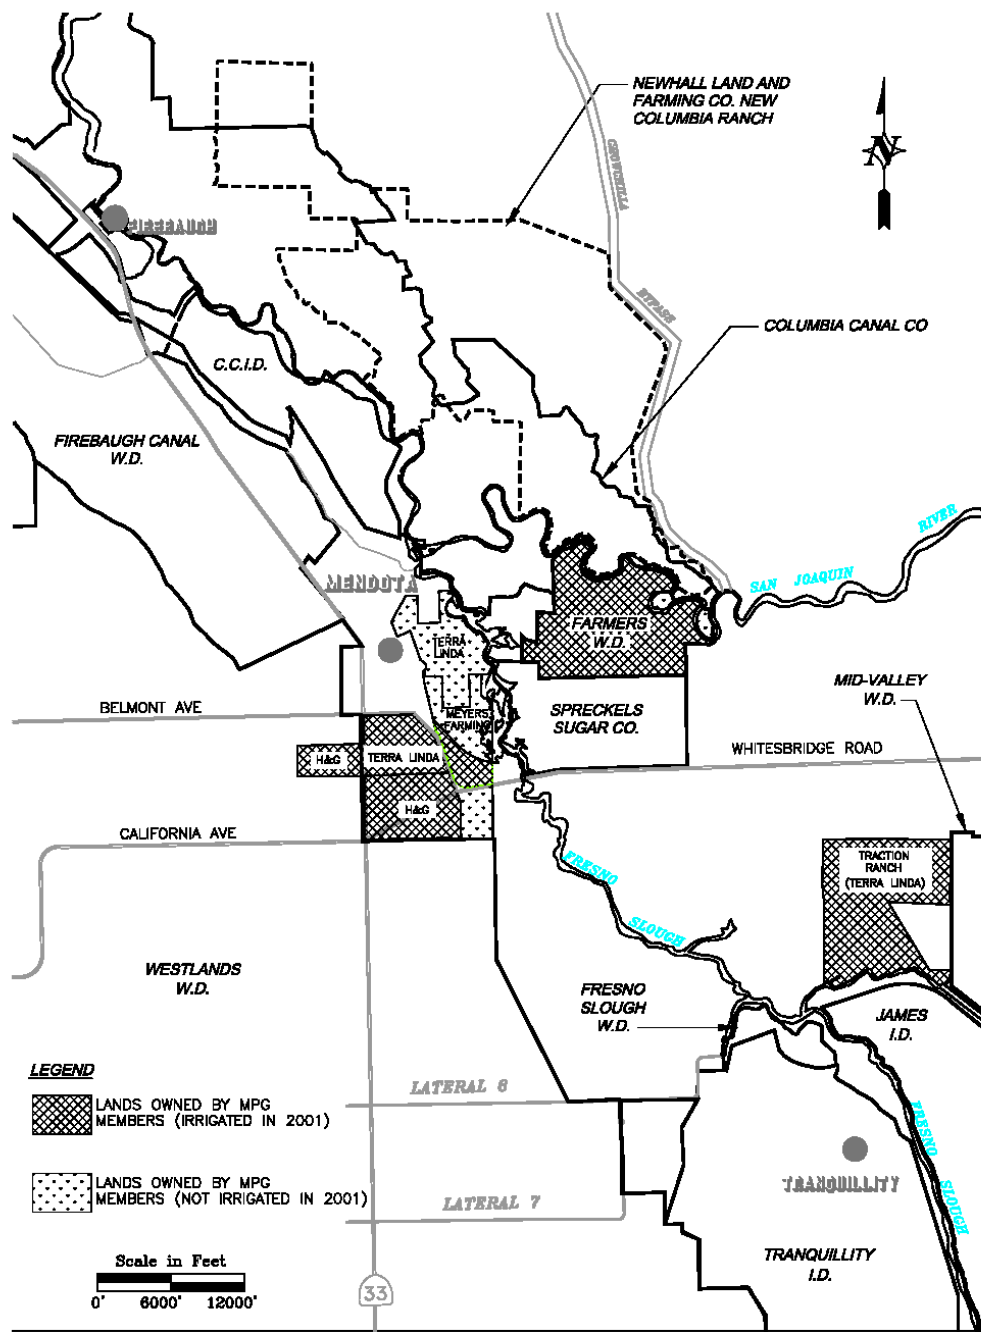 NEWHALL LAND AND
FARMING CO. NEW
COLUMBIA RANCH
N
CHOWCHILLA
BYPASS
FIREBAUGH
COLUMBIA CANAL CO
C.C.I.D.
FIREBAUGH CANAL
W.D.
SAN JOAQUIN
RIVER
MENDOTA
FARMERS
W.D.
TERRA
LINDA
MID-VALLEY
W.D.
BELMONT AVE
MEYERS
FARMING
SPRECKELS
SUGAR CO.
WHITESBRIDGE ROAD
H&G
TERRA LINDA
H&G
CALIFORNIA AVE
FRESNO
SLOUGH
TRACTION
RANCH
(TERRA LINDA)
WESTLANDS
W.D.
FRESNO
SLOUGH
W.D.
JAMES
I.D.
LEGEND
LANDS OWNED BY MPG
MEMBERS (IRRIGATED IN 2001)
LATERAL 6
FRESNO
SLOUGH
LANDS OWNED BY MPG
MEMBERS (NOT IRRIGATED IN 2001)
LATERAL 7
TRANQUILLITY
TRANQUILLITY
I.D.
Scale in Feet
0' 6000' 12000'
33